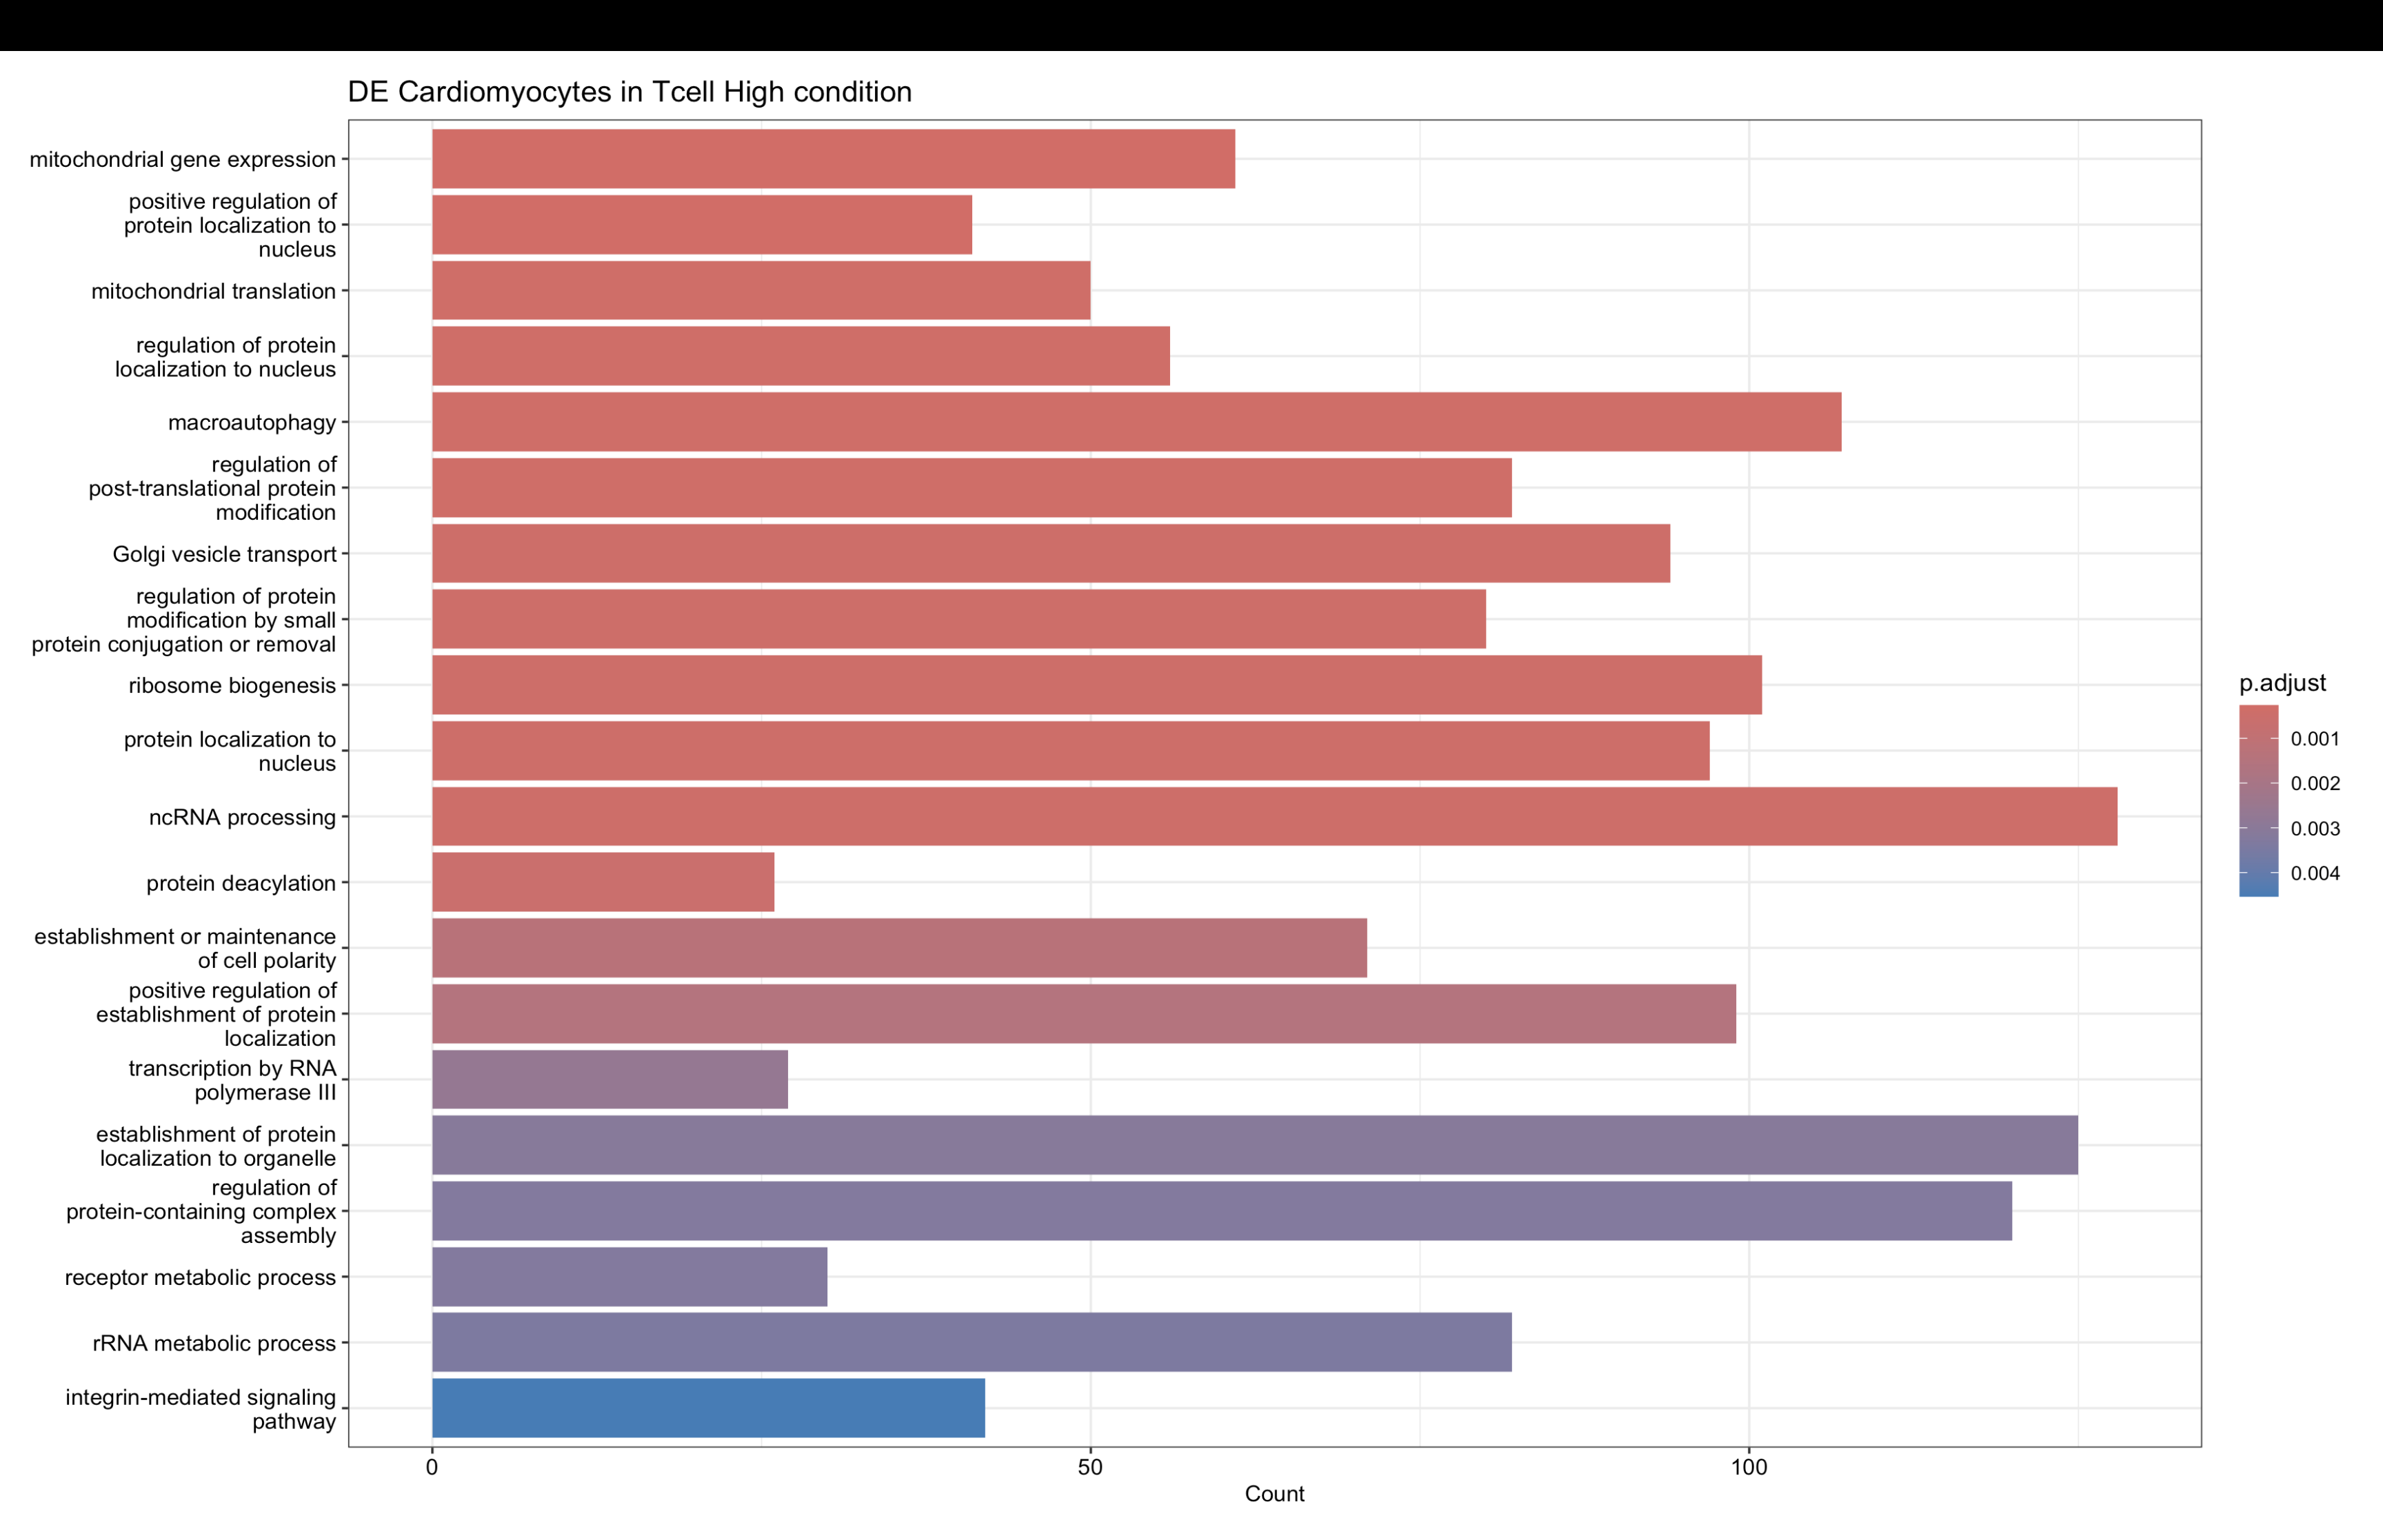 DE Cardiomyocytes in Tcell High condition
mitochondrial gene expression
positive regulation of
protein localization to
nucleus
mitochondrial translation
regulation of protein
localization to nucleus
macroautophagy
regulation of
post-translational protein
modification
Golgi vesicle transport
regulation of protein
modification by small
protein conjugation or removal
ribosome biogenesis
protein localization to
nucleus
ncRNA processing
protein deacylation
establishment or maintenance
of cell polarity
positive regulation of
establishment of protein
localization
transcription by RNA
polymerase III
establishment of protein
localization to organelle
regulation of
protein-containing complex
assembly
receptor metabolic process
rRNA metabolic process
integrin-mediated signaling
pathway
0 50 100
Count
p.adjust
0.001
0.002
0.003
0.004